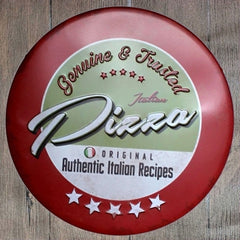 Genuine & Trusted
Italian
Pizza
ORIGINAL
Authentic Italian Recipes